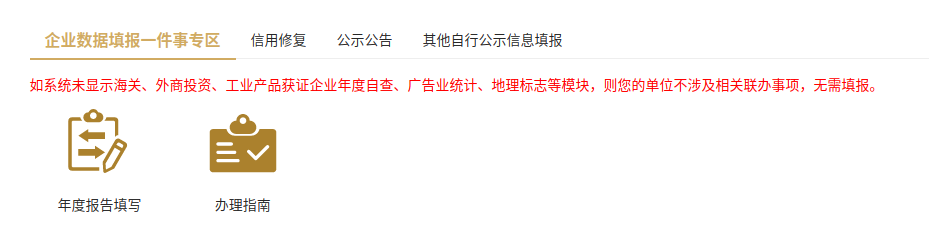 企业数据填报一件事专区 信用修复 公示公告 其他自行公示信息填报
如系统未显示海关、外商投资、工业产品获证企业年度自查、广告业统计、地理标志等模块，则您的单位不涉及相关联办事项，无需填报。
年度报告填写 办理指南